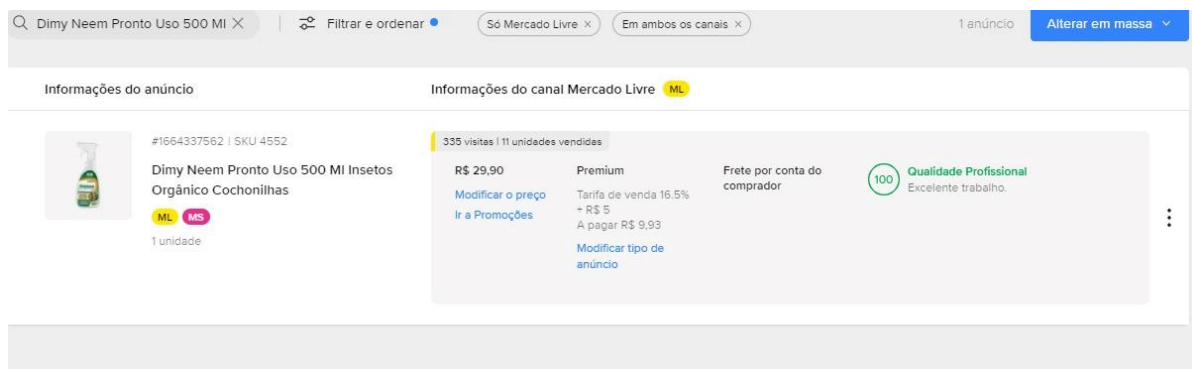 Dimy Neem Pronto Uso 500 Ml
Filtrar e ordenar
Só Mercado Livre ×
Em ambos os canais ×
1 anúncio
Alterar em massa
Informações do anúncio
Informações do canal Mercado Livre ML
#1664337562 | SKU 4552
Dimy Neem Pronto Uso 500 Ml Insetos
Orgânico Cochonilhas
ML MS
1 unidade
335 visitas | 11 unidades vendidas
R$ 29,90
Modificar o preço
Ir a Promoções
Premium
Tarifa de venda 16.5%
+ R$ 5
A pagar R$ 9,93
Modificar tipo de
anúncio
Frete por conta do
comprador
100
Qualidade Profissional
Excelente trabalho.